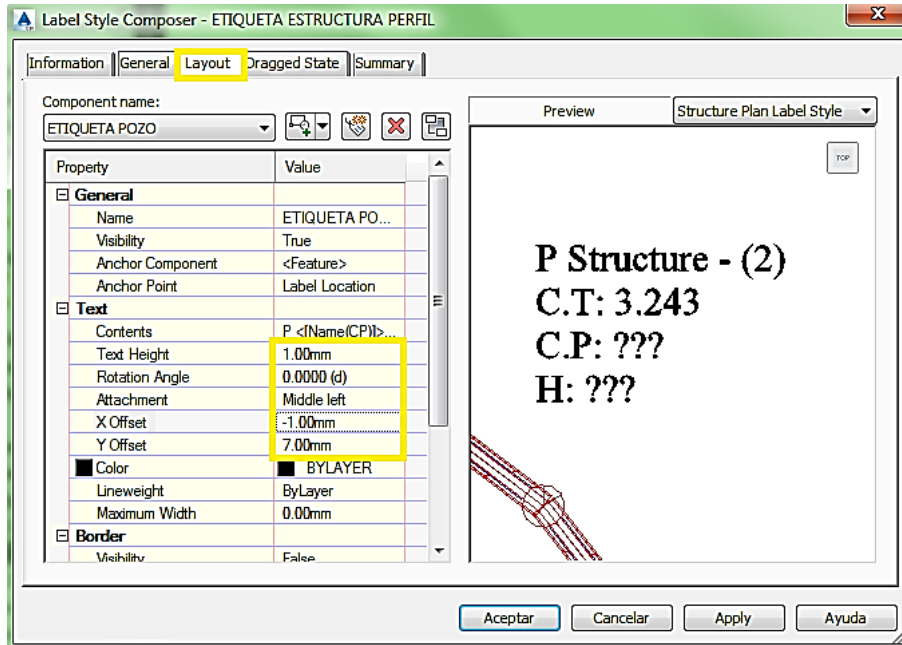 Label Style Composer - ETIQUETA ESTRUCTURA PERFIL
Information General Layout Dragged State Summary
Component name:
ETIQUETA POZO
Property Value
General
Name ETIQUETA PO...
Visibility True
Anchor Component <Feature>
Anchor Point Label Location
Text
Contents P <[Name(CP)]>...
Text Height 1.00mm
Rotation Angle 0.0000 (d)
Attachment Middle left
X Offset -1.00mm
Y Offset 7.00mm
Color BYLAYER
Lineweight ByLayer
Maximum Width 0.00mm
Border
Visibility False
Preview Structure Plan Label Style
TOP
P Structure - (2)
C.T: 3.243
C.P: ???
H: ???
Aceptar Cancelar Apply Ayuda